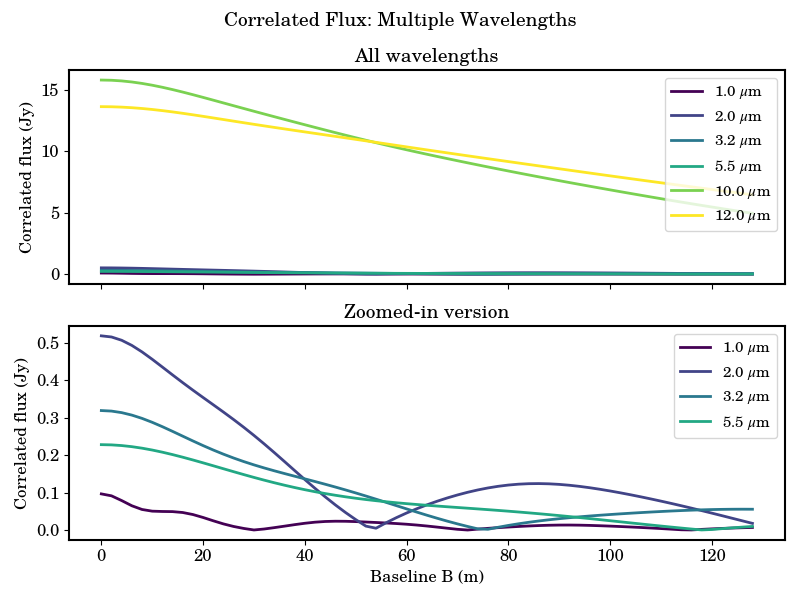 Correlated Flux: Multiple Wavelengths
All wavelengths
Correlated flux (Jy)
15
10
5
0
1.0 μm
2.0 μm
3.2 μm
5.5 μm
10.0 μm
12.0 μm
Zoomed-in version
Correlated flux (Jy)
0.5
0.4
0.3
0.2
0.1
0.0
1.0 μm
2.0 μm
3.2 μm
5.5 μm
0 20 40 60 80 100 120
Baseline B (m)